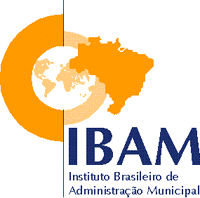 IBAM
Instituto Brasileiro de
Administração Municipal